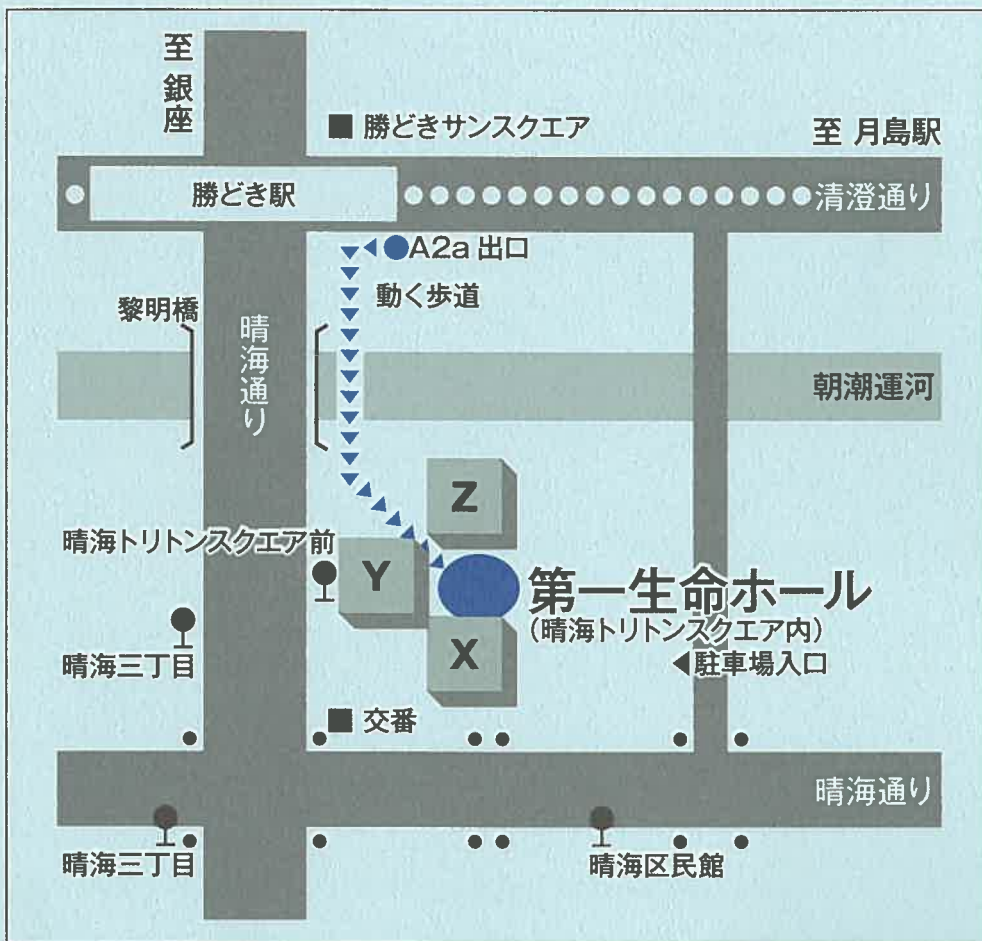 至 銀座
■ 勝どきサンスクエア
至 月島駅
勝どき駅
清澄通り
A2a 出口
動く歩道
黎明橋
晴海通り
朝潮運河
Z
晴海トリトンスクエア前
Y
第一生命ホール
(晴海トリトンスクエア内)
X
晴海三丁目
◀駐車場入口
■ 交番
晴海通り
晴海三丁目
晴海区民館